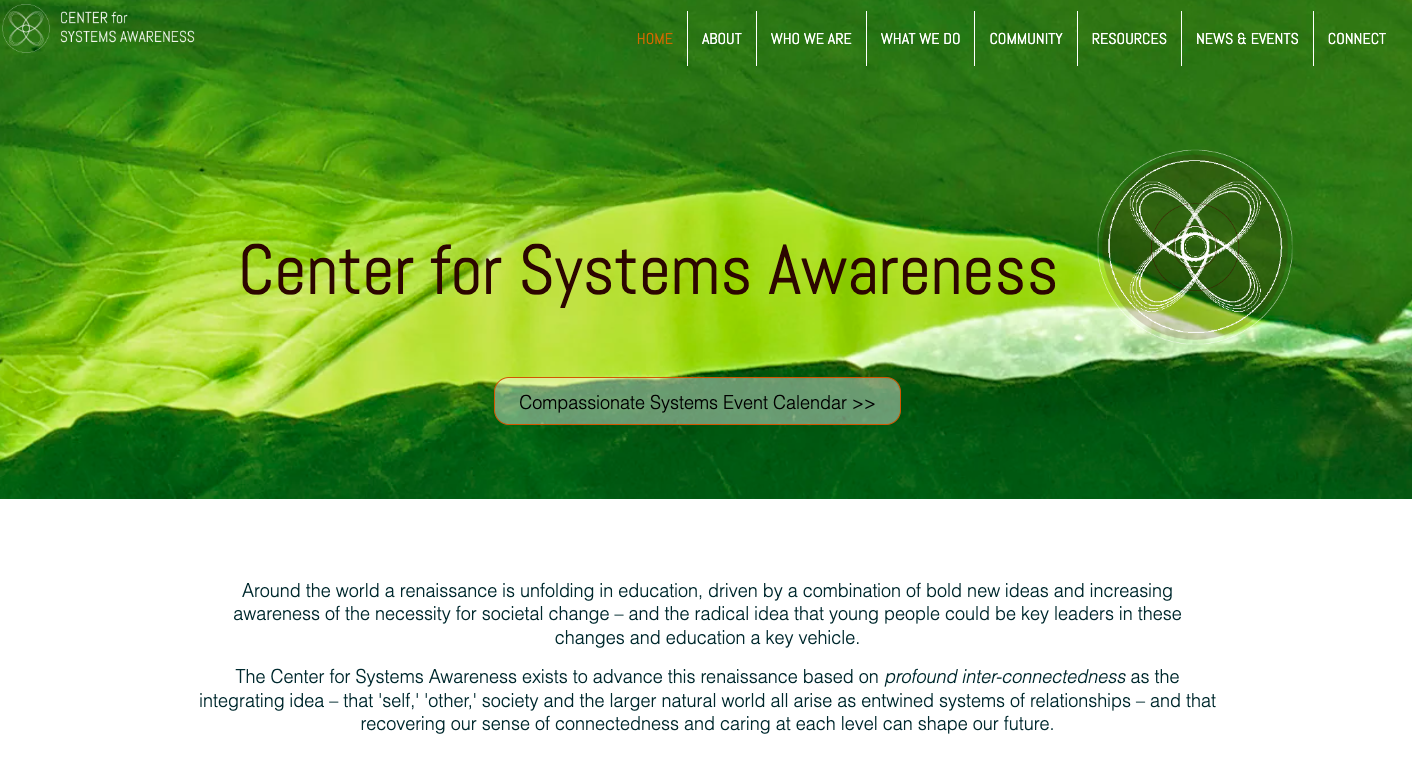 CENTER for
SYSTEMS AWARENESS
HOME
ABOUT
WHO WE ARE
WHAT WE DO
COMMUNITY
RESOURCES
NEWS & EVENTS
CONNECT
Center for Systems Awareness
Compassionate Systems Event Calendar >>
Around the world a renaissance is unfolding in education, driven by a combination of bold new ideas and increasing
awareness of the necessity for societal change – and the radical idea that young people could be key leaders in these
changes and education a key vehicle.
The Center for Systems Awareness exists to advance this renaissance based on profound inter-connectedness as the
integrating idea – that 'self,' 'other,' society and the larger natural world all arise as entwined systems of relationships – and that
recovering our sense of connectedness and caring at each level can shape our future.